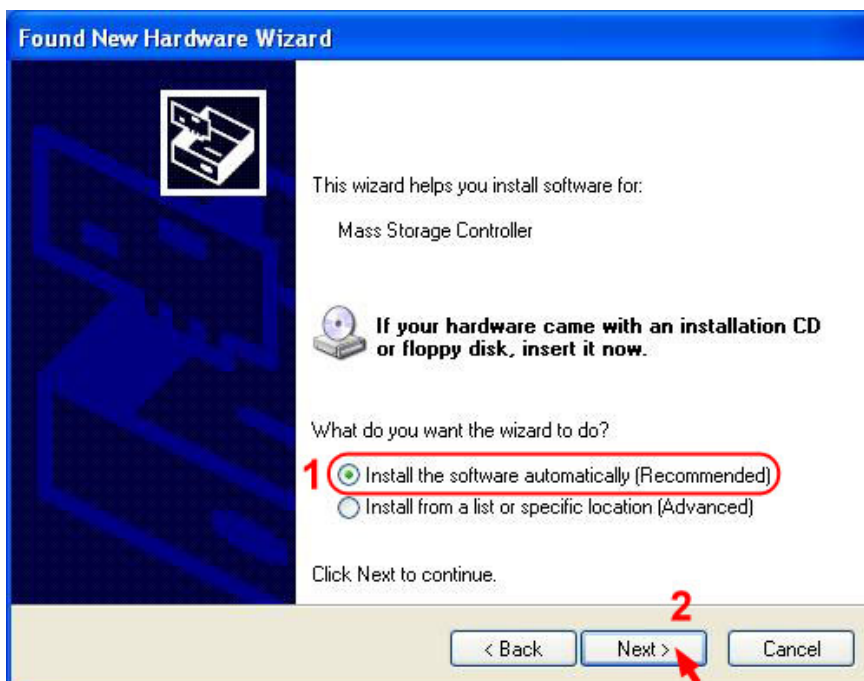 Found New Hardware Wizard
This wizard helps you install software for:
Mass Storage Controller
If your hardware came with an installation CD
or floppy disk, insert it now.
What do you want the wizard to do?
1 Install the software automatically (Recommended)
Install from a list or specific location (Advanced)
Click Next to continue.
2
< Back Next > Cancel